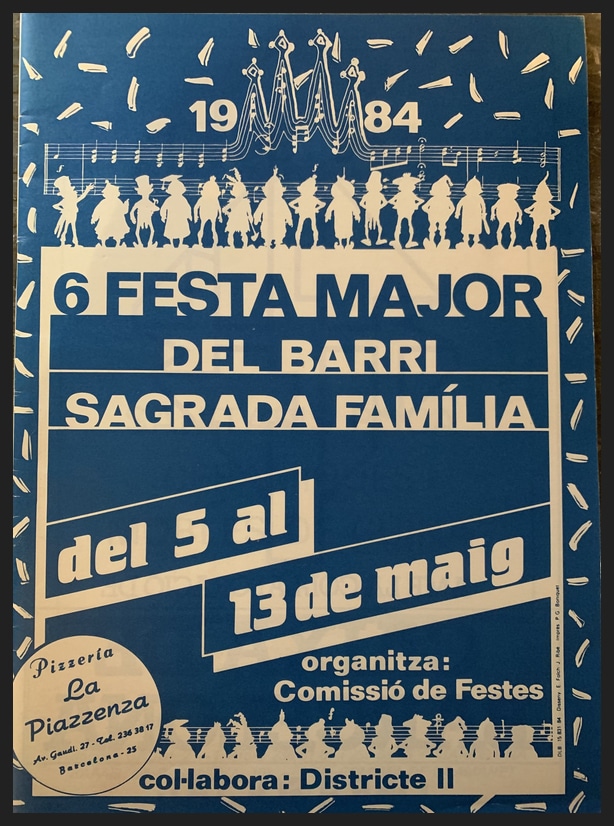 1984
6 FESTA MAJOR
DEL BARRI
SAGRADA FAMÍLIA
del 5 al
13 de maig
organitza:
Comissió de Festes
Pizzería
La
Piazzenza
Av. Gaudí. 27 - Tel. 236 38 17
Barcelona - 25
col·labora: Districte II